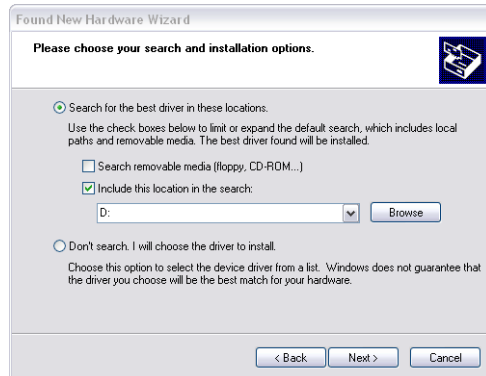 Found New Hardware Wizard
Please choose your search and installation options.
Search for the best driver in these locations.
Use the check boxes below to limit or expand the default search, which includes local
paths and removable media. The best driver found will be installed.
Search removable media (floppy, CD-ROM...)
Include this location in the search:
D:
Browse
Don't search. I will choose the driver to install.
Choose this option to select the device driver from a list. Windows does not guarantee that
the driver you choose will be the best match for your hardware.
< Back
Next >
Cancel